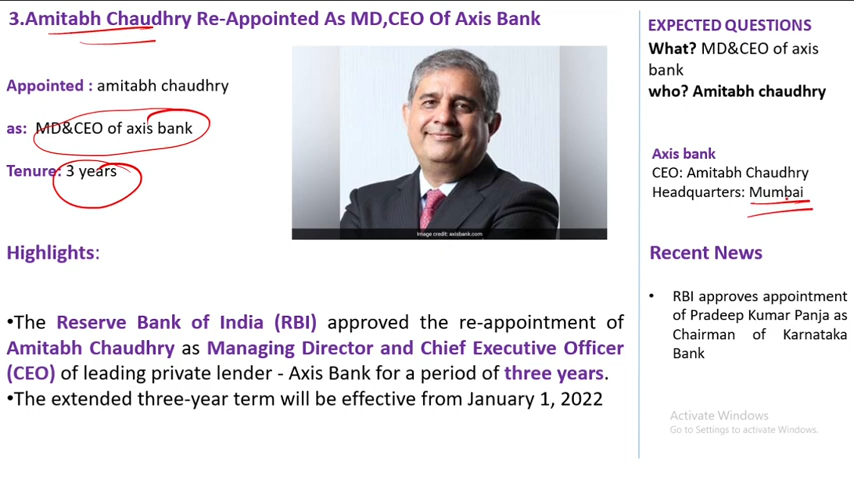 3.Amitabh Chaudhry Re-Appointed As MD,CEO Of Axis Bank
Appointed : amitabh chaudhry
as: MD&CEO of axis bank
Tenure: 3 years
Image credit: axisbank.com
Highlights:
•The Reserve Bank of India (RBI) approved the re-appointment of
Amitabh Chaudhry as Managing Director and Chief Executive Officer
(CEO) of leading private lender - Axis Bank for a period of three years.
•The extended three-year term will be effective from January 1, 2022
EXPECTED QUESTIONS
What? MD&CEO of axis
bank
who? Amitabh chaudhry
Axis bank
CEO: Amitabh Chaudhry
Headquarters: Mumbai
Recent News
• RBI approves appointment
of Pradeep Kumar Panja as
Chairman of Karnataka
Bank
Activate Windows
Go to Settings to activate Windows.